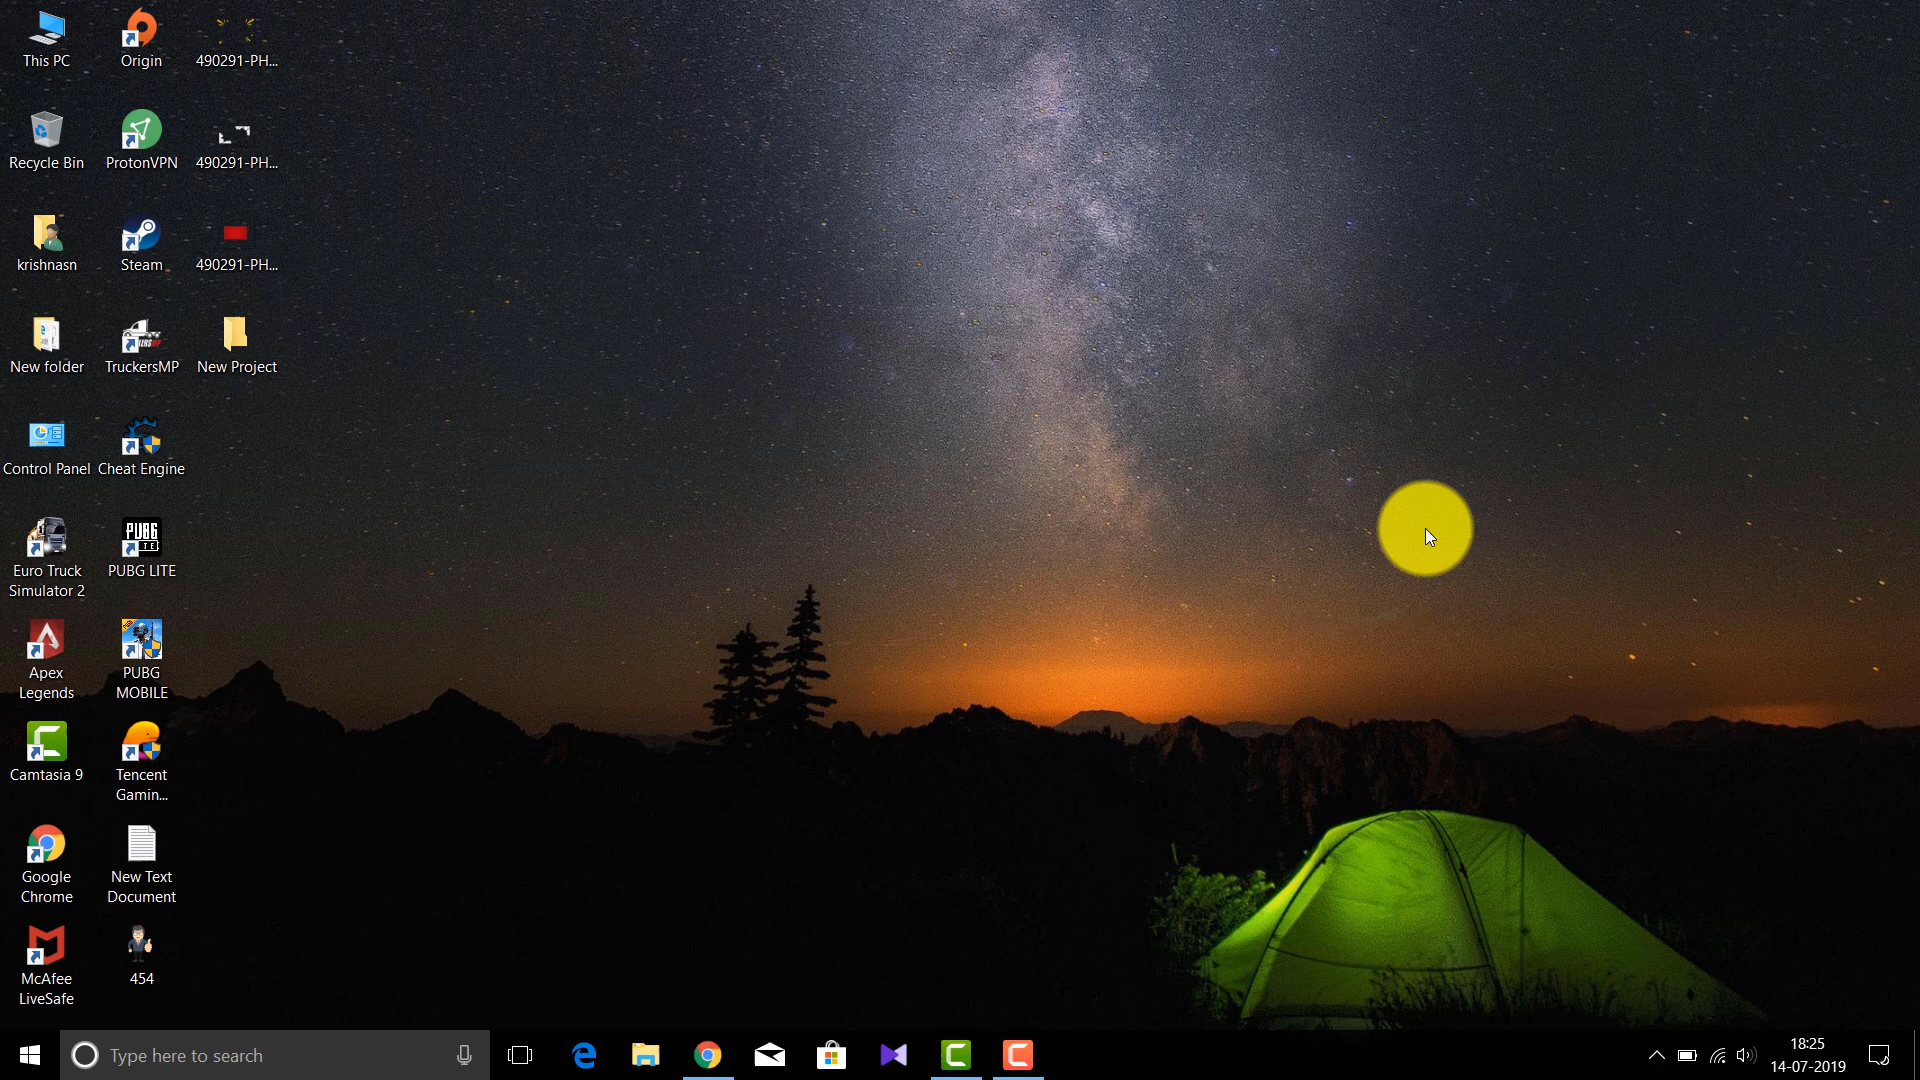 This PC
Origin
490291-PH...
Recycle Bin
ProtonVPN
490291-PH...
krishnasn
Steam
490291-PH...
New folder
TruckersMP
New Project
Control Panel
Cheat Engine
Euro Truck
Simulator 2
PUBG
PUBG LITE
Apex
Legends
PUBG
MOBILE
Camtasia 9
Tencent
Gamin...
Google
Chrome
New Text
Document
McAfee
LiveSafe
454
Type here to search
18:25
14-07-2019